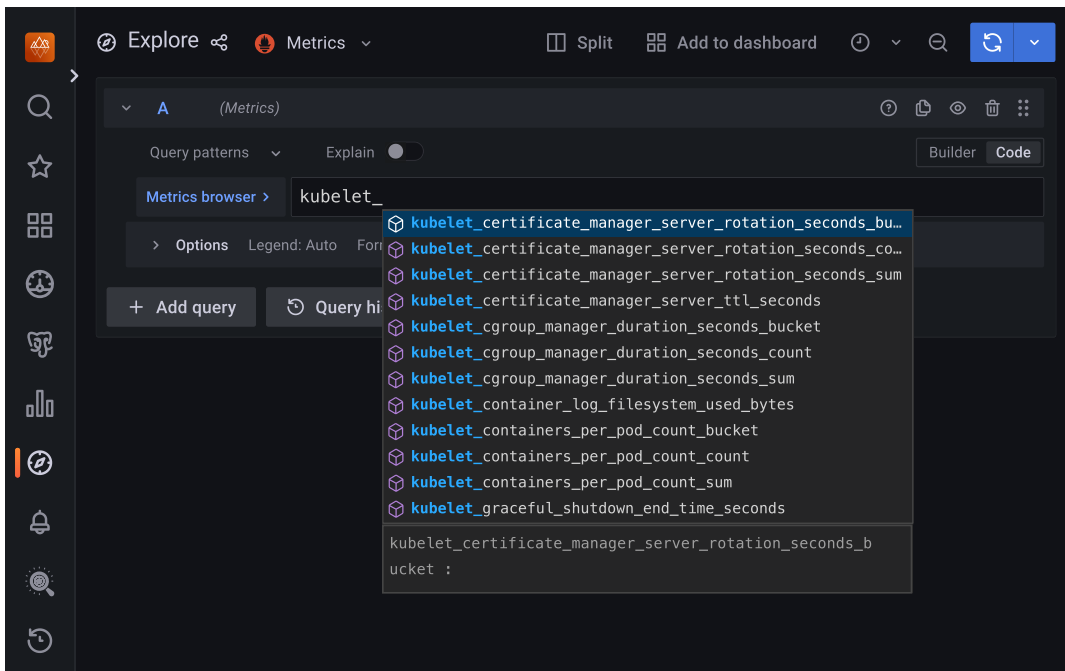 Explore
Metrics
Split
Add to dashboard
A
(Metrics)
Query patterns
Explain
Builder
Code
Metrics browser >
kubelet_
> Options
Legend: Auto
+ Add query
kubelet_certificate_manager_server_rotation_seconds_bu…
kubelet_certificate_manager_server_rotation_seconds_co…
kubelet_certificate_manager_server_rotation_seconds_sum
kubelet_certificate_manager_server_ttl_seconds
kubelet_cgroup_manager_duration_seconds_bucket
kubelet_cgroup_manager_duration_seconds_count
kubelet_cgroup_manager_duration_seconds_sum
kubelet_container_log_filesystem_used_bytes
kubelet_containers_per_pod_count_bucket
kubelet_containers_per_pod_count_count
kubelet_containers_per_pod_count_sum
kubelet_graceful_shutdown_end_time_seconds
kubelet_certificate_manager_server_rotation_seconds_b
ucket :
Query hi